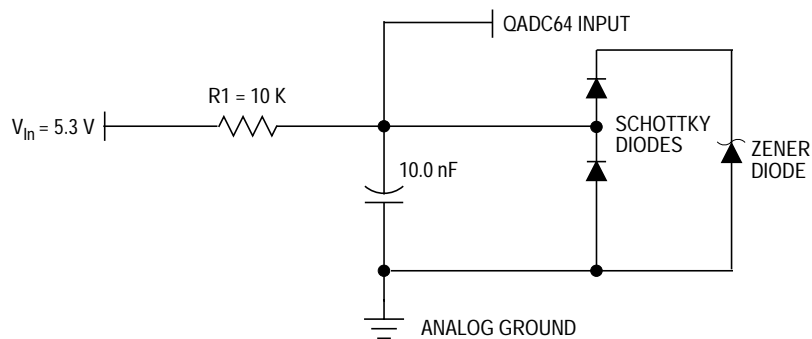 QADC64 INPUT
R1 = 10 K
V_In = 5.3 V
SCHOTTKY
DIODES
ZENER
DIODE
10.0 nF
ANALOG GROUND